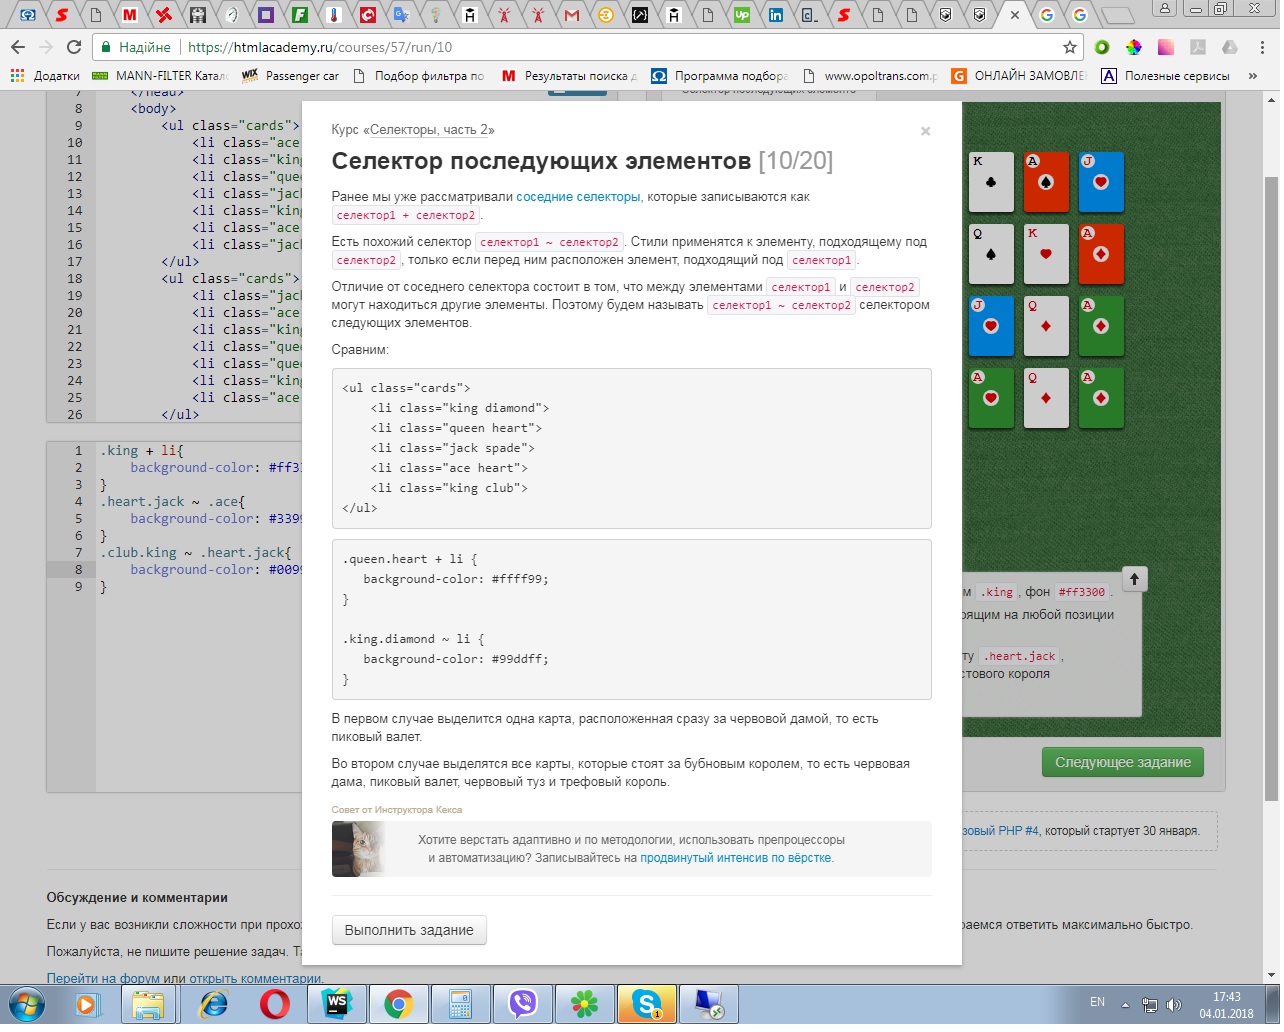 Надійне
https://htmlacademy.ru/courses/57/run/10
Додатки
MANN-FILTER Катал
Passenger car
Подбор фильтра по
Результаты поиска д
Программа подбора
www.opoltrans.com.p
ОНЛАЙН ЗАМОВЛЕ
Полезные сервисы
»
7 </head>
8 <body>
9 <ul class="cards">
10 <li class="ace
11 <li class="king
12 <li class="quee
13 <li class="jack
14 <li class="king
15 <li class="ace
16 <li class="jack
17 </ul>
18 <ul class="cards">
19 <li class="jack
20 <li class="ace
21 <li class="king
22 <li class="quee
23 <li class="quee
24 <li class="king
25 <li class="ace
26 </ul>
1 .king + li{
2 background-color: #ff33
3 }
4 .heart.jack ~ .ace{
5 background-color: #3399
6 }
7 .club.king ~ .heart.jack{
8 background-color: #0099
9 }
Курс «Селекторы, часть 2»
Селектор последующих элементов [10/20]
Ранее мы уже рассматривали соседние селекторы, которые записываются как
селектор1 + селектор2.
Есть похожий селектор селектор1 ~ селектор2. Стили применятся к элементу, подходящему под
селектор2, только если перед ним расположен элемент, подходящий под селектор1.
Отличие от соседнего селектора состоит в том, что между элементами селектор1 и селектор2
могут находиться другие элементы. Поэтому будем называть селектор1 ~ селектор2 селектором
следующих элементов.
Сравним:
<ul class="cards">
<li class="king diamond">
<li class="queen heart">
<li class="jack spade">
<li class="ace heart">
<li class="king club">
</ul>
.queen.heart + li {
background-color: #ffff99;
}
.king.diamond ~ li {
background-color: #99ddff;
}
В первом случае выделится одна карта, расположенная сразу за червовой дамой, то есть
пиковый валет.
Во втором случае выделятся все карты, которые стоят за бубновым королем, то есть червовая
дама, пиковый валет, червовый туз и трефовый король.
Совет от Инструктора Кекса
Хотите верстать адаптивно и по методологии, использовать препроцессоры
и автоматизацию? Записывайтесь на продвинутый интенсив по вёрстке.
Выполнить задание
K A J
Q K A
J Q A
A Q A
м .king, фон #ff3300.
оящим на любой позиции
ту .heart.jack,
стового короля
Следующее задание
зовый PHP #4, который стартует 30 января.
Обсуждение и комментарии
Если у вас возникли сложности при прохо
раемся ответить максимально быстро.
Пожалуйста, не пишите решение задач. Та
Перейти на форум или открыть комментарии.
EN
17:43
04.01.2018